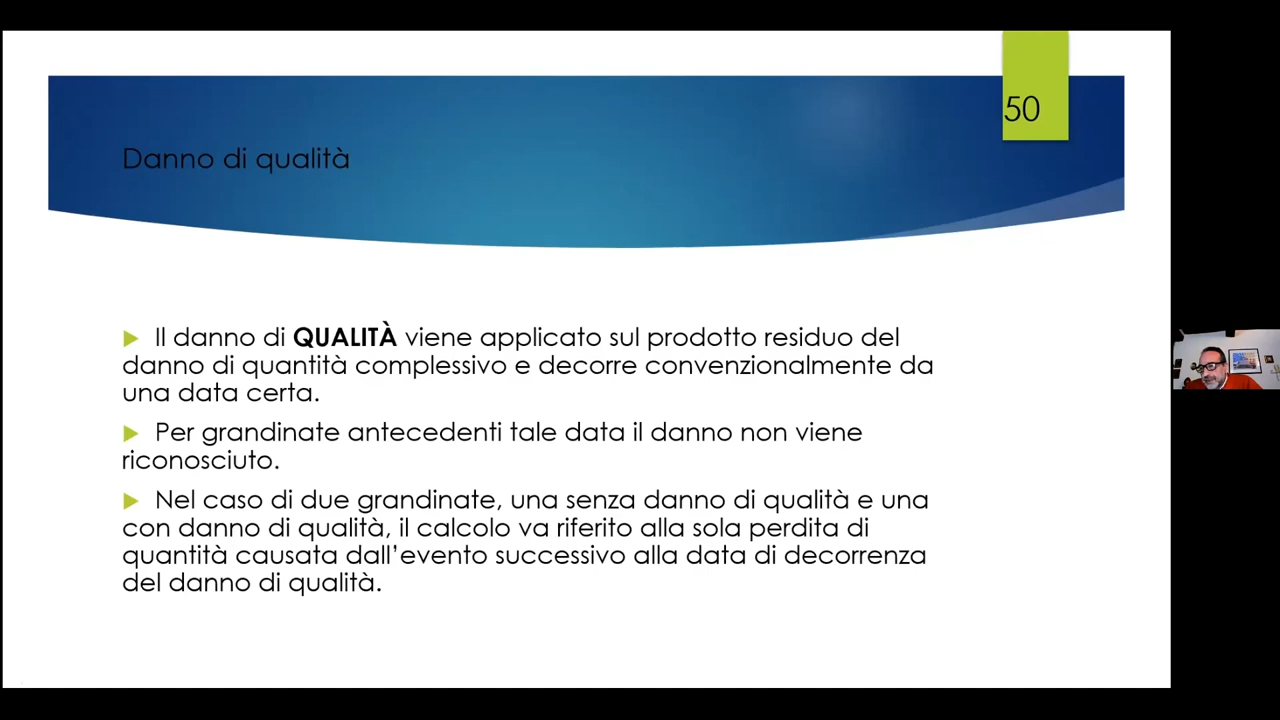 50
Danno di qualità
Il danno di QUALITÀ viene applicato sul prodotto residuo del
danno di quantità complessivo e decorre convenzionalmente da
una data certa.
Per grandinate antecedenti tale data il danno non viene
riconosciuto.
Nel caso di due grandinate, una senza danno di qualità e una
con danno di qualità, il calcolo va riferito alla sola perdita di
quantità causata dall’evento successivo alla data di decorrenza
del danno di qualità.